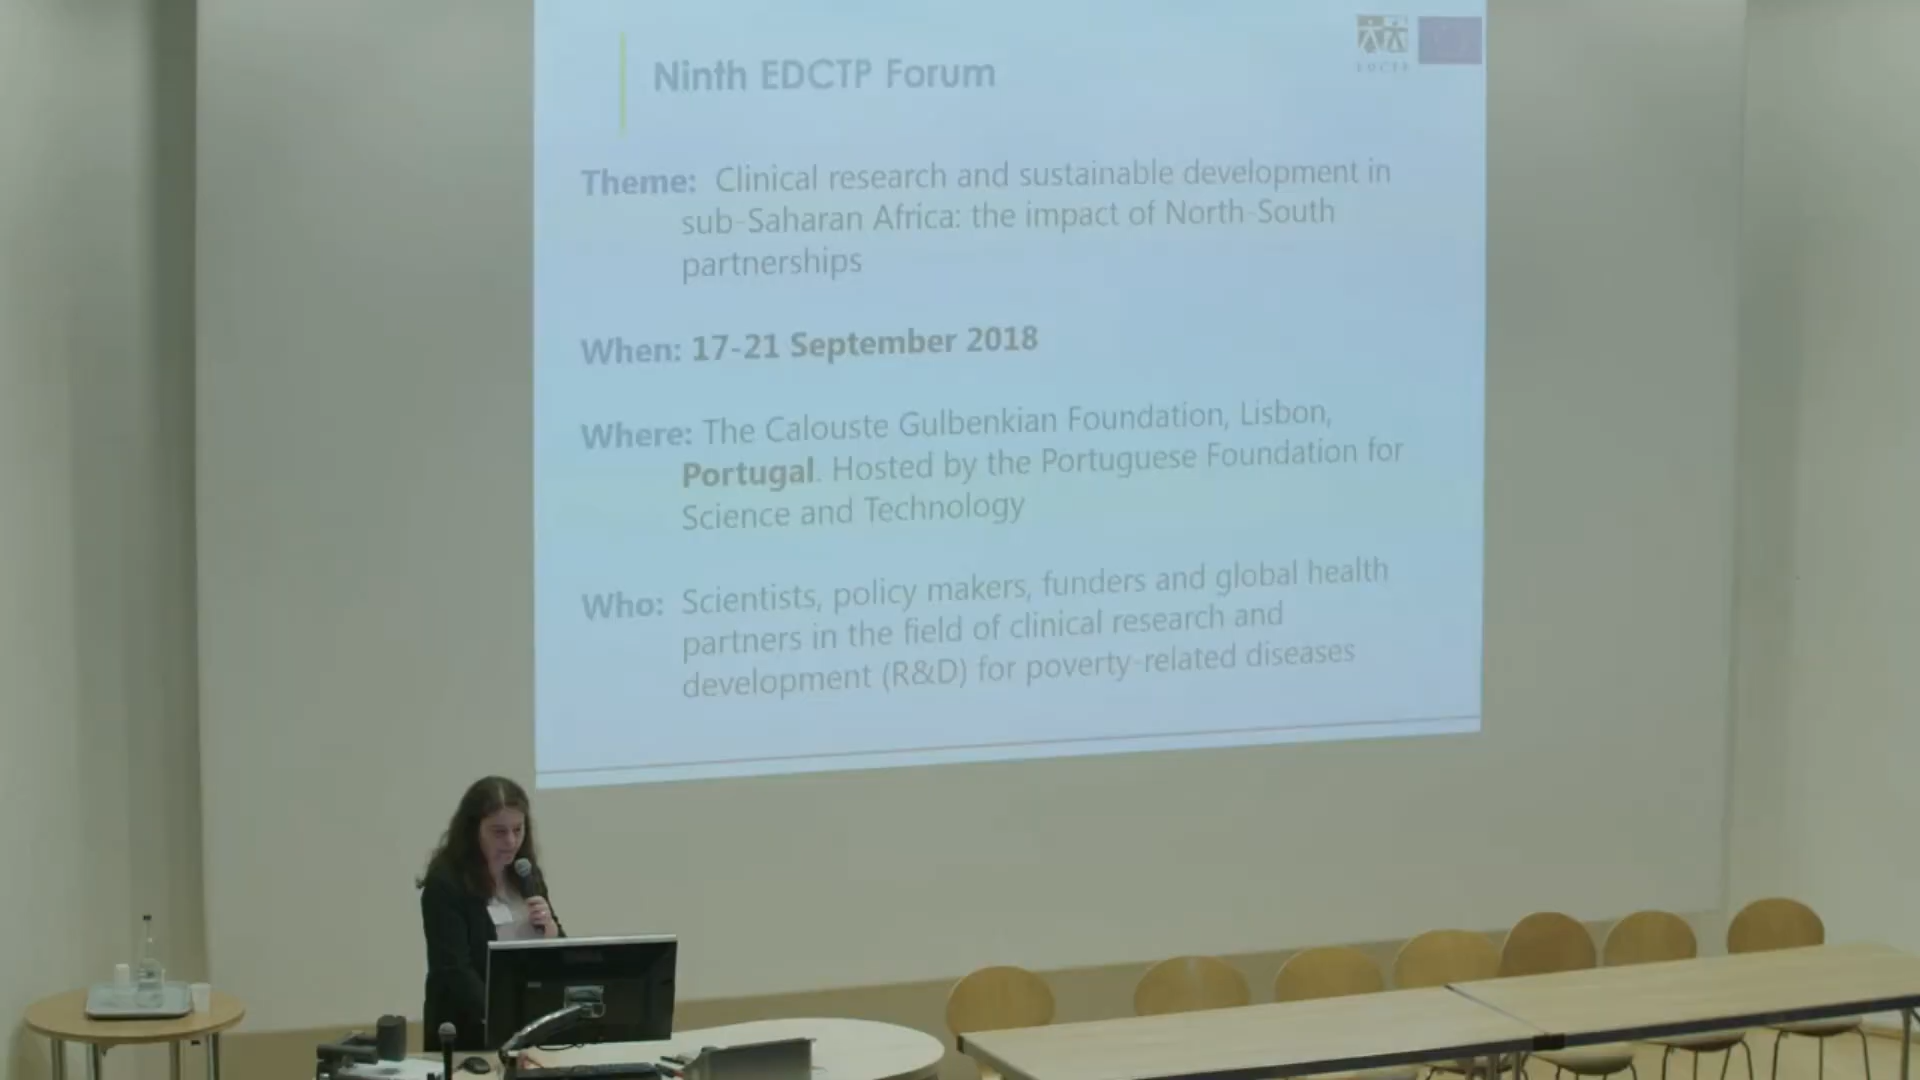 Ninth EDCTP Forum
EDCTP
Theme: Clinical research and sustainable development in
sub-Saharan Africa: the impact of North-South
partnerships
When: 17-21 September 2018
Where: The Calouste Gulbenkian Foundation, Lisbon,
Portugal. Hosted by the Portuguese Foundation for
Science and Technology
Who: Scientists, policy makers, funders and global health
partners in the field of clinical research and
development (R&D) for poverty-related diseases